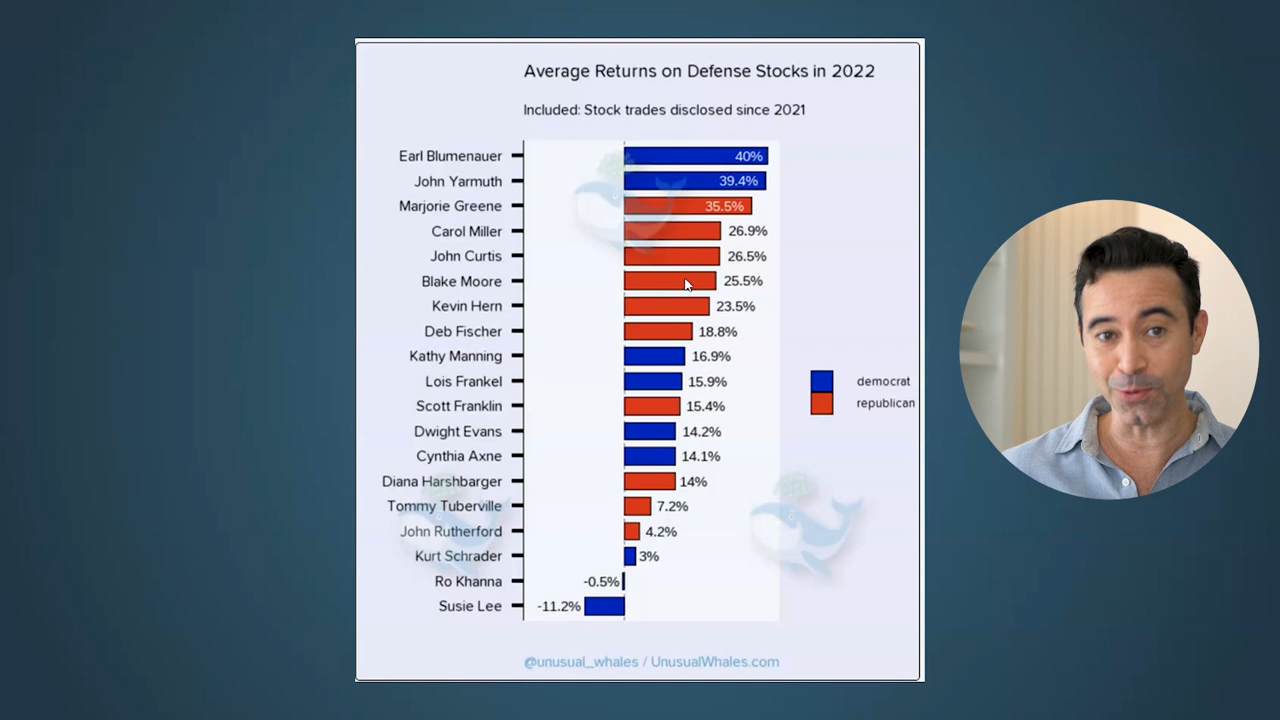 Average Returns on Defense Stocks in 2022
Included: Stock trades disclosed since 2021
Earl Blumenauer 40%
John Yarmuth 39.4%
Marjorie Greene 35.5%
Carol Miller 26.9%
John Curtis 26.5%
Blake Moore 25.5%
Kevin Hern 23.5%
Deb Fischer 18.8%
Kathy Manning 16.9%
Lois Frankel 15.9%
Scott Franklin 15.4%
Dwight Evans 14.2%
Cynthia Axne 14.1%
Diana Harshbarger 14%
Tommy Tuberville 7.2%
John Rutherford 4.2%
Kurt Schrader 3%
Ro Khanna -0.5%
Susie Lee -11.2%
democrat
republican
@unusual_whales / UnusualWhales.com